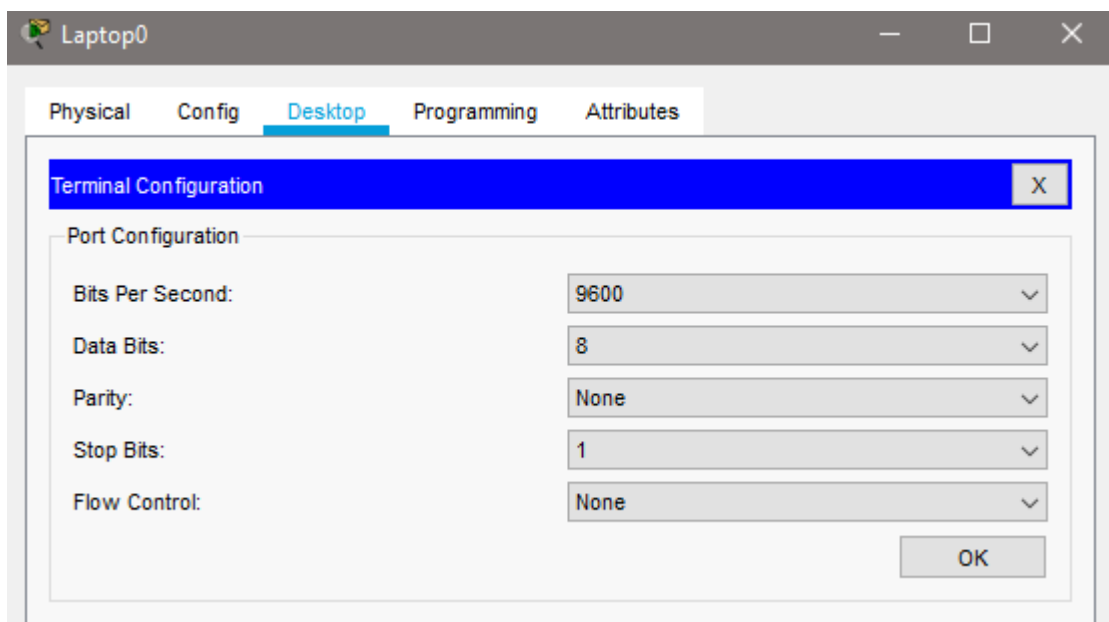 Laptop0
Physical Config Desktop Programming Attributes
Terminal Configuration X
Port Configuration
Bits Per Second: 9600
Data Bits: 8
Parity: None
Stop Bits: 1
Flow Control: None
OK